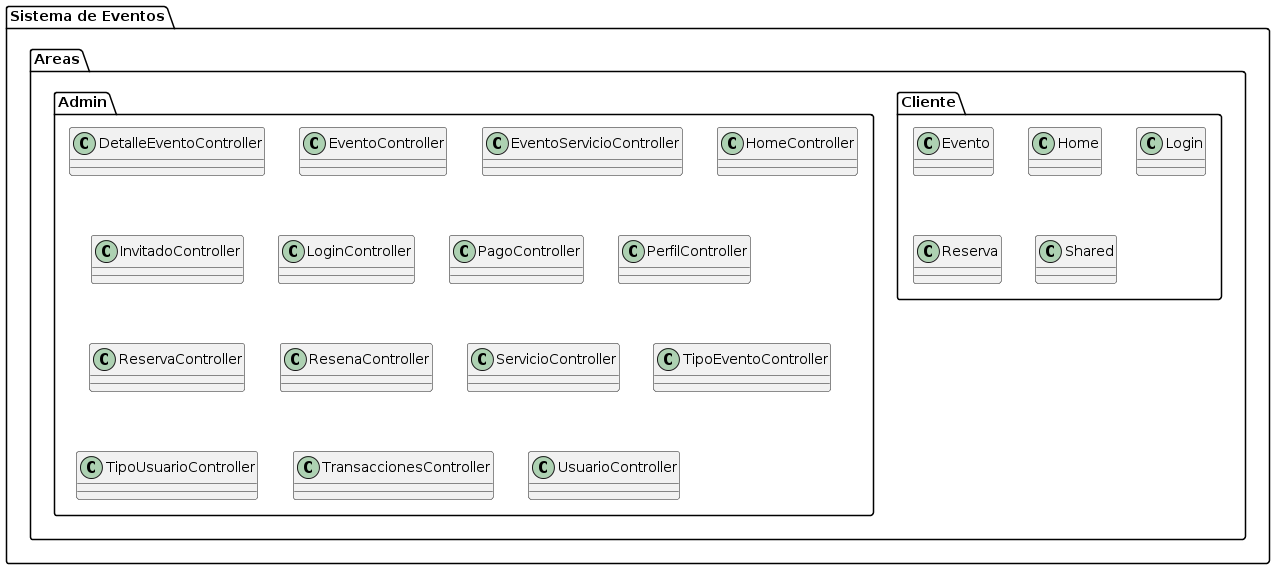 Sistema de Eventos
Areas
Admin
C DetalleEventoController
C EventoController
C EventoServicioController
C HomeController
C InvitadoController
C LoginController
C PagoController
C PerfilController
C ReservaController
C ResenaController
C ServicioController
C TipoEventoController
C TipoUsuarioController
C TransaccionesController
C UsuarioController
Cliente
C Evento
C Home
C Login
C Reserva
C Shared